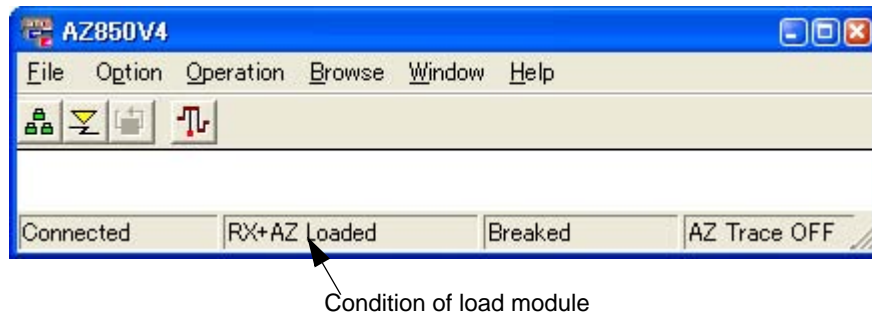 AZ850V4
File Option Operation Browse Window Help
Connected RX+AZ Loaded Breaked AZ Trace OFF
Condition of load module